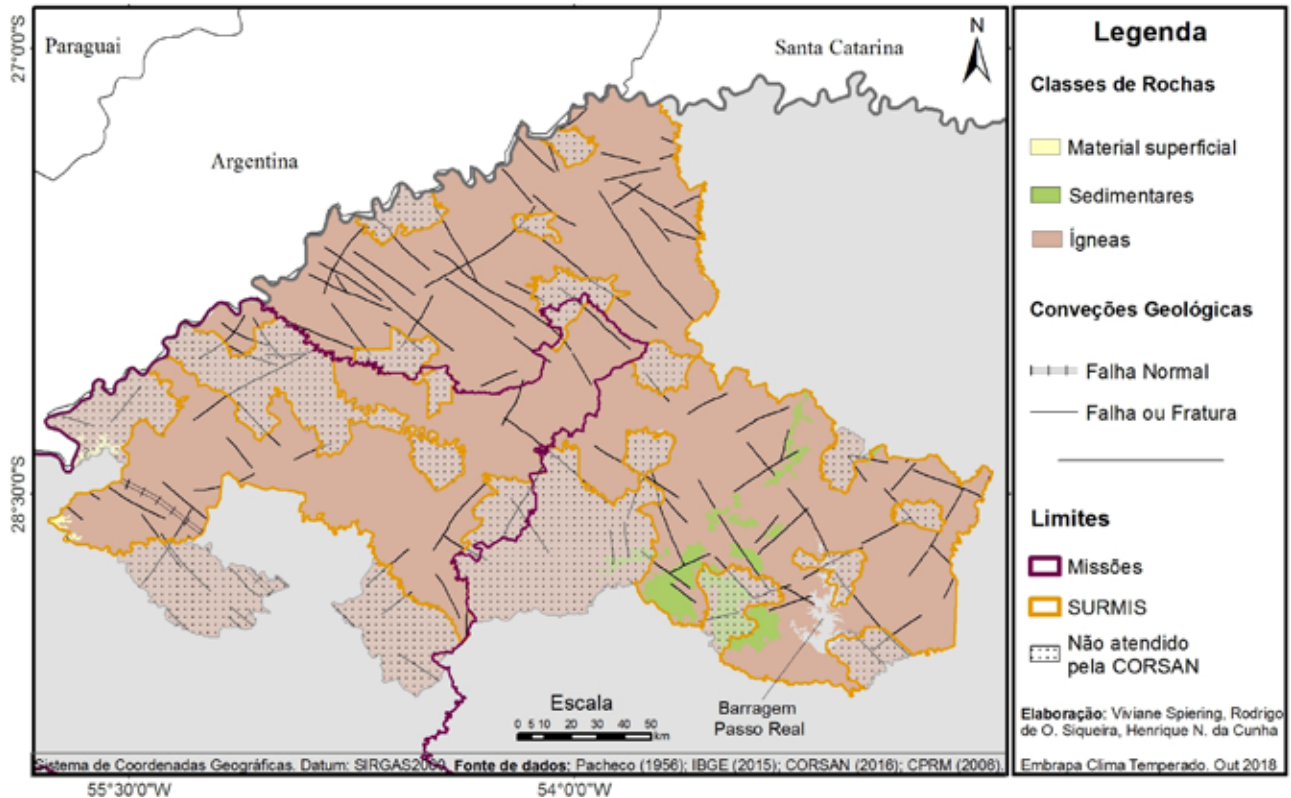 Paraguai
Santa Catarina
N
Argentina
27°0'0"S
28°30'0"S
55°30'0"W
54°0'0"W
Escala
0 5 10 20 30 40 50
km
Barragem
Passo Real
Sistema de Coordenadas Geográficas. Datum: SIRGAS2000. Fonte de dados: Pacheco (1956); IBGE (2015); CORSAN (2016); CPRM (2006).
Legenda
Classes de Rochas
Material superficial
Sedimentares
Ígneas
Conveções Geológicas
Falha Normal
Falha ou Fratura
Limites
Missões
SURMIS
Não atendido
pela CORSAN
Elaboração: Viviane Spiering, Rodrigo
de O. Siqueira, Henrique N. da Cunha
Embrapa Clima Temperado. Out 2018